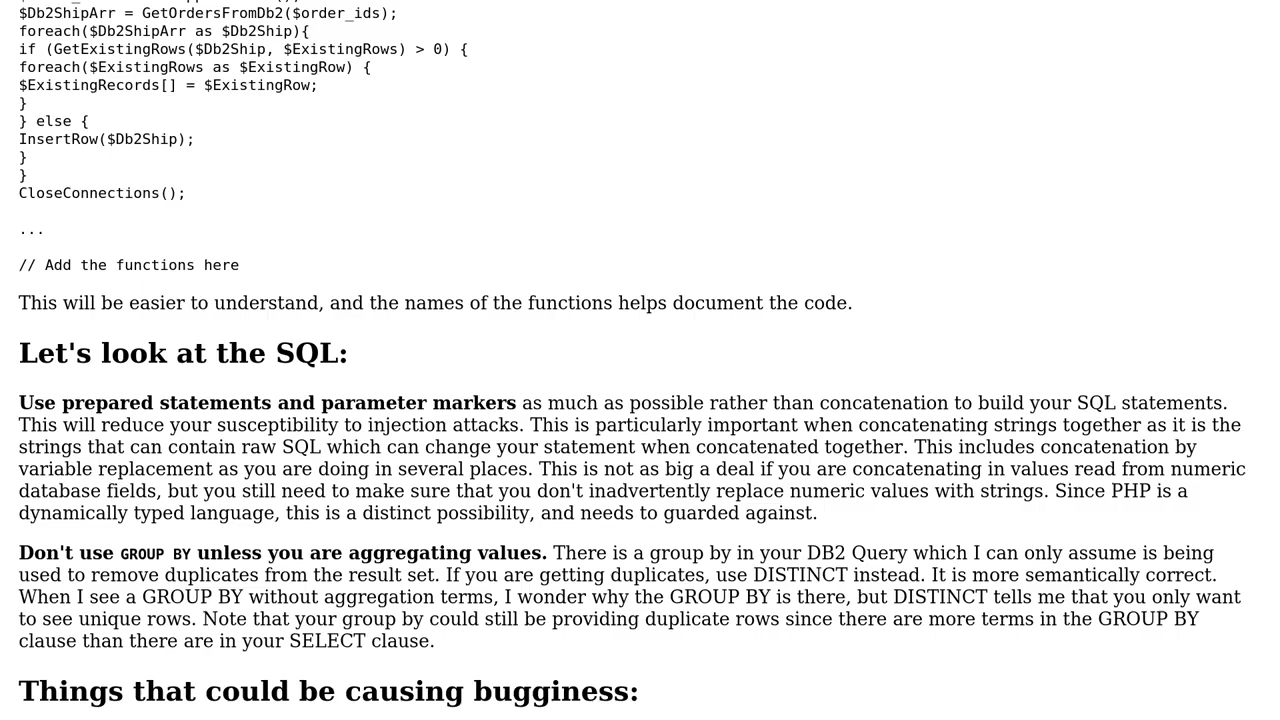 $Db2ShipArr = GetOrdersFromDb2($order_ids);
foreach($Db2ShipArr as $Db2Ship){
if (GetExistingRows($Db2Ship, $ExistingRows) > 0) {
foreach($ExistingRows as $ExistingRow) {
$ExistingRecords[] = $ExistingRow;
}
} else {
InsertRow($Db2Ship);
}
}
CloseConnections();
...
// Add the functions here
This will be easier to understand, and the names of the functions helps document the code.
Let's look at the SQL:
Use prepared statements and parameter markers as much as possible rather than concatenation to build your SQL statements.
This will reduce your susceptibility to injection attacks. This is particularly important when concatenating strings together as it is the
strings that can contain raw SQL which can change your statement when concatenated together. This includes concatenation by
variable replacement as you are doing in several places. This is not as big a deal if you are concatenating in values read from numeric
database fields, but you still need to make sure that you don't inadvertently replace numeric values with strings. Since PHP is a
dynamically typed language, this is a distinct possibility, and needs to guarded against.
Don't use GROUP BY unless you are aggregating values. There is a group by in your DB2 Query which I can only assume is being
used to remove duplicates from the result set. If you are getting duplicates, use DISTINCT instead. It is more semantically correct.
When I see a GROUP BY without aggregation terms, I wonder why the GROUP BY is there, but DISTINCT tells me that you only want
to see unique rows. Note that your group by could still be providing duplicate rows since there are more terms in the GROUP BY
clause than there are in your SELECT clause.
Things that could be causing bugginess: